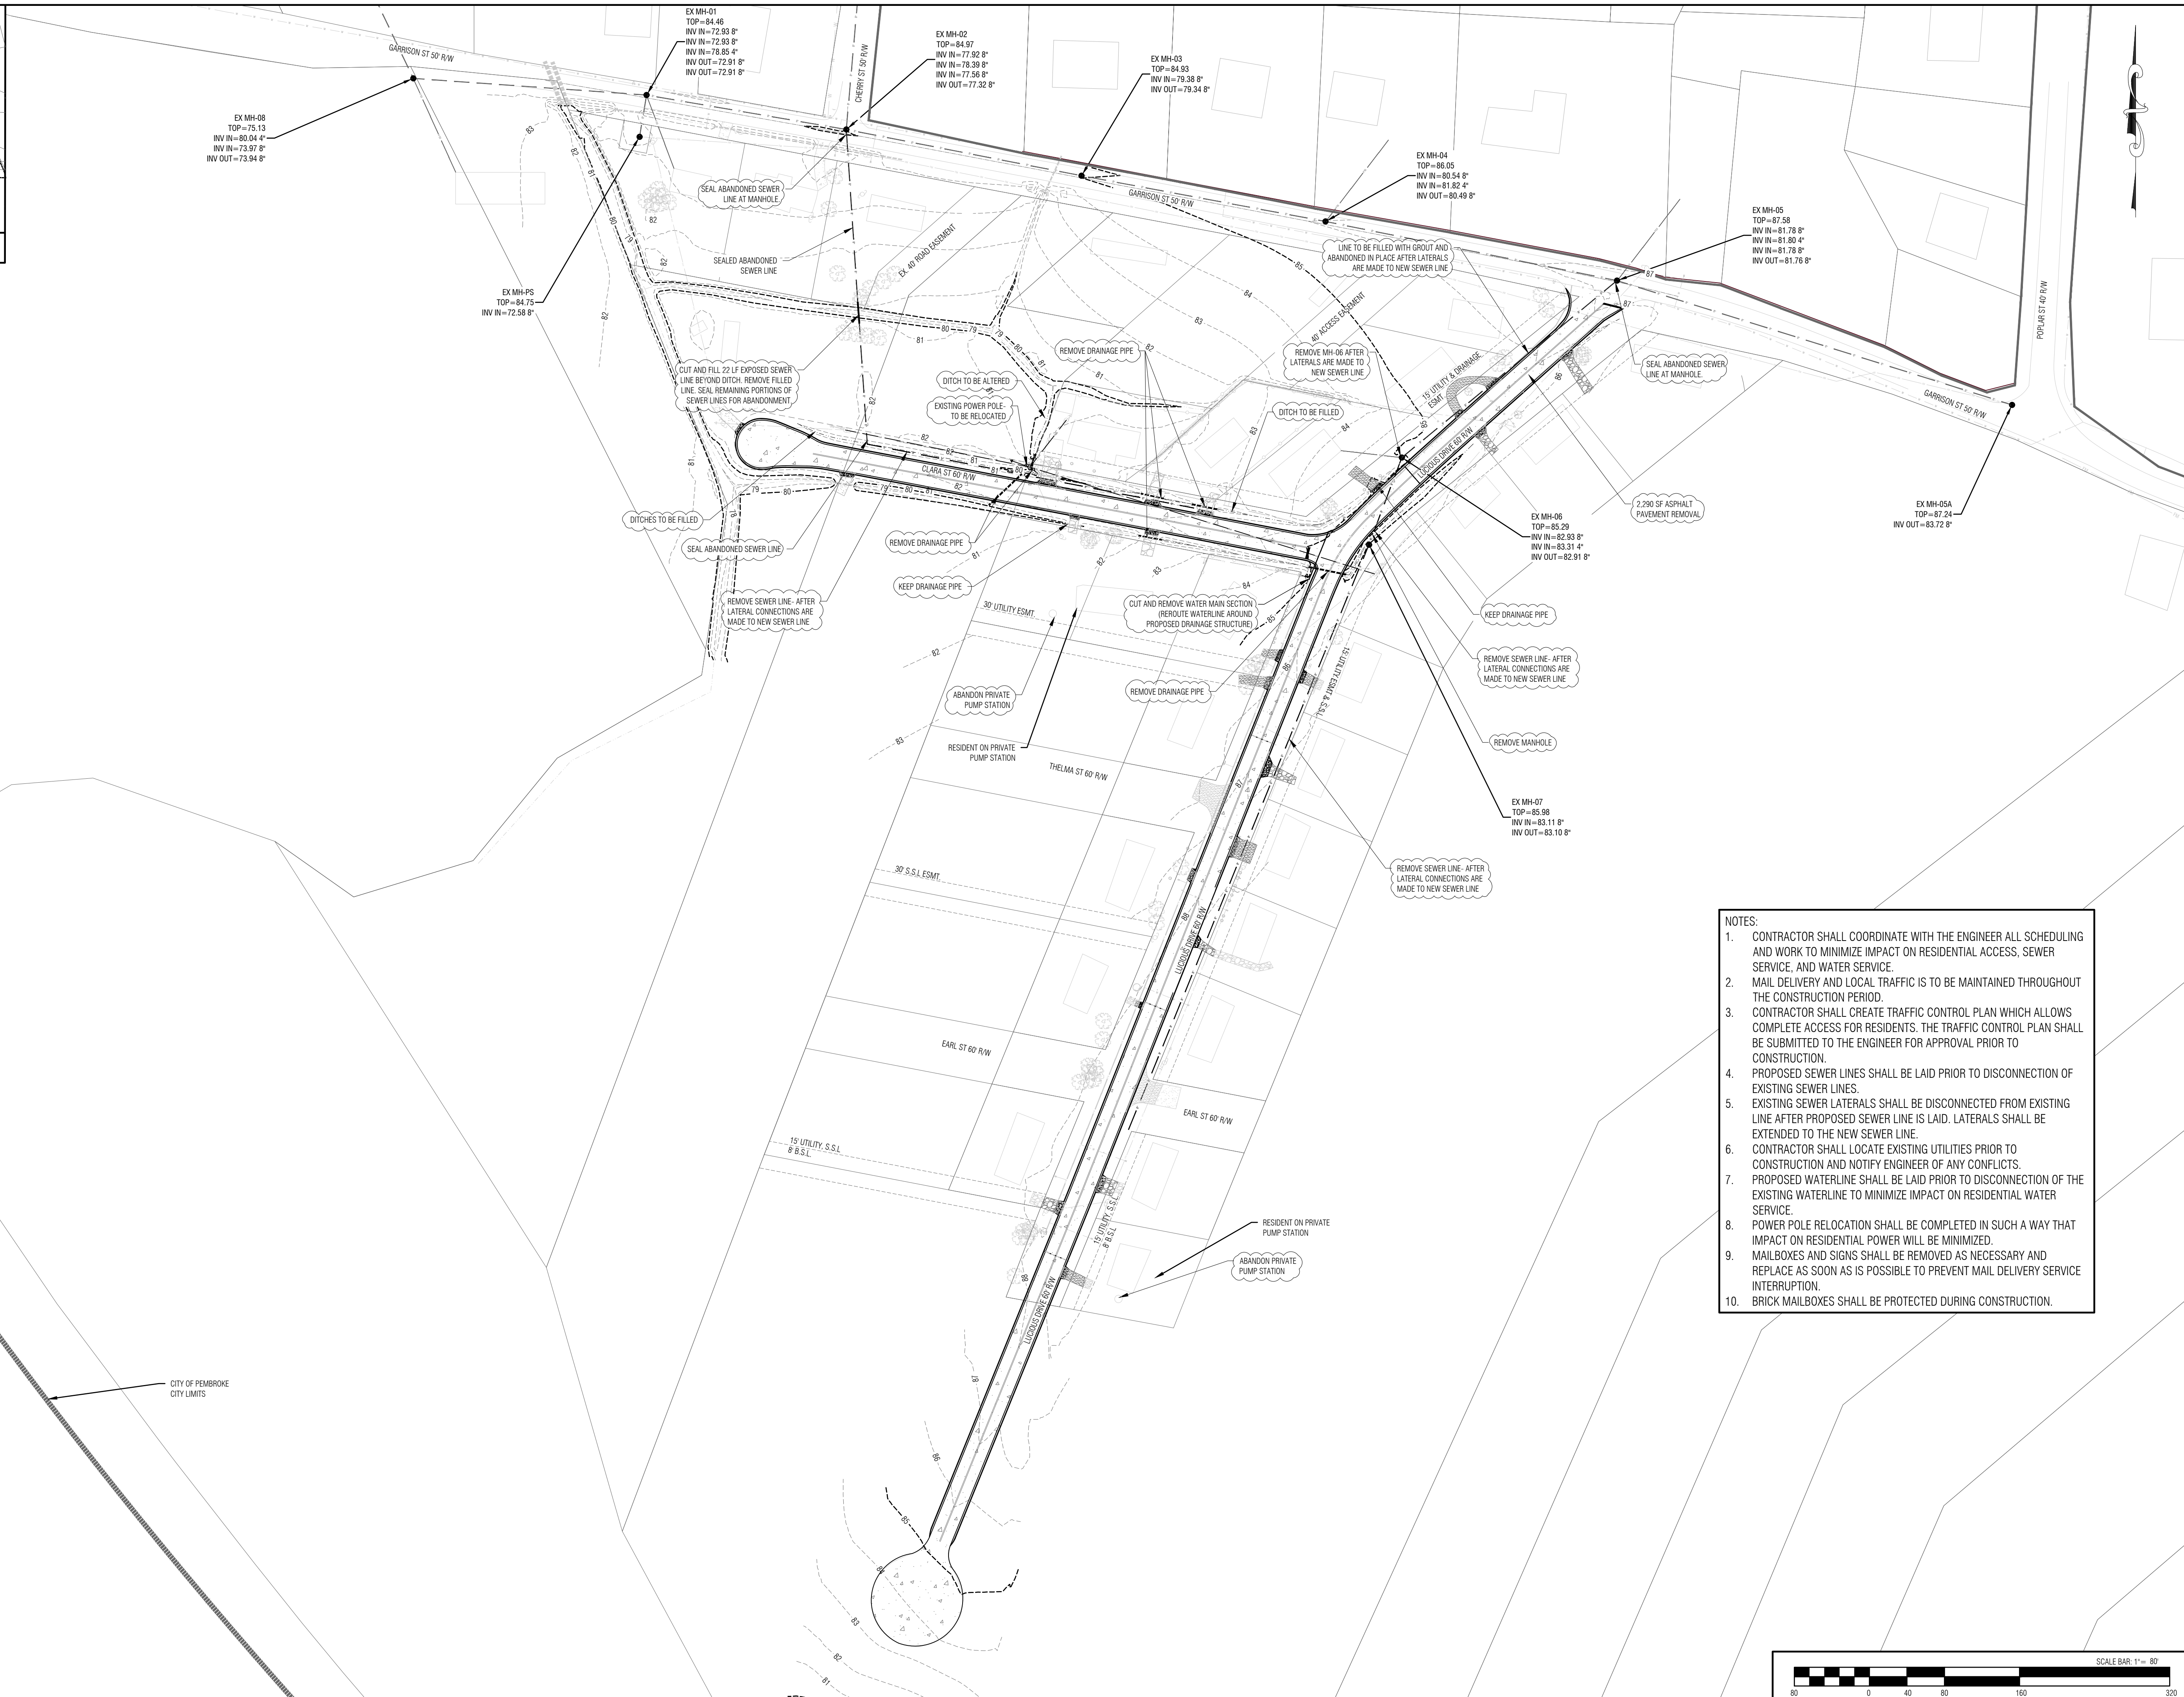 EX MH-01
TOP=84.46
INV IN=72.93 8"
INV IN=72.93 8"
INV IN=78.85 4"
INV OUT=72.91 8"
INV OUT=72.91 8"
EX MH-02
TOP=84.97
INV IN=77.92 8"
INV IN=78.39 8"
INV IN=77.56 8"
INV OUT=77.32 8"
EX MH-03
TOP=84.93
INV IN=79.38 8"
INV OUT=79.34 8"
GARRISON ST 50' R/W
CHERRY ST 50' R/W
EX MH-08
TOP=75.13
INV IN=80.04 4"
INV IN=73.97 8"
INV OUT=73.94 8"
EX MH-04
TOP=86.05
INV IN=80.54 8"
INV IN=81.82 4"
INV OUT=80.49 8"
EX MH-05
TOP=87.58
INV IN=81.78 8"
INV IN=81.80 4"
INV IN=81.78 8"
INV OUT=81.76 8"
SEAL ABANDONED SEWER
LINE AT MANHOLE.
GARRISON ST 50' R/W
SEALED ABANDONED
SEWER LINE
EX. 40' ROAD EASEMENT
LINE TO BE FILLED WITH GROUT AND
ABANDONED IN PLACE AFTER LATERALS
ARE MADE TO NEW SEWER LINE
EX MH-PS
TOP=84.75
INV IN=72.58 8"
40' ACCESS EASEMENT
POPLAR ST 40' R/W
REMOVE DRAINAGE PIPE
REMOVE MH-06 AFTER
LATERALS ARE MADE TO
NEW SEWER LINE
15' UTILITY & DRAINAGE
ESMT.
SEAL ABANDONED SEWER
LINE AT MANHOLE.
CUT AND FILL 22 LF EXPOSED SEWER
LINE BEYOND DITCH. REMOVE FILLED
LINE. SEAL REMAINING PORTIONS OF
SEWER LINES FOR ABANDONMENT.
DITCH TO BE ALTERED
EXISTING POWER POLE-
TO BE RELOCATED
DITCH TO BE FILLED
GARRISON ST 50' R/W
CLARA ST 60' R/W
LUCIOUS DRIVE 60' R/W
2,290 SF ASPHALT
PAVEMENT REMOVAL
EX MH-05A
TOP=87.24
INV OUT=83.72 8"
DITCHES TO BE FILLED
SEAL ABANDONED SEWER LINE
REMOVE DRAINAGE PIPE
KEEP DRAINAGE PIPE
EX MH-06
TOP=85.29
INV IN=82.93 8"
INV IN=83.31 4"
INV OUT=82.91 8"
REMOVE SEWER LINE- AFTER
LATERAL CONNECTIONS ARE
MADE TO NEW SEWER LINE
30' UTILITY ESMT.
CUT AND REMOVE WATER MAIN SECTION
(REROUTE WATERLINE AROUND
PROPOSED DRAINAGE STRUCTURE)
KEEP DRAINAGE PIPE
REMOVE SEWER LINE- AFTER
LATERAL CONNECTIONS ARE
MADE TO NEW SEWER LINE
ABANDON PRIVATE
PUMP STATION
REMOVE DRAINAGE PIPE
15' UTILITY ESMT & S.S.L
REMOVE MANHOLE
RESIDENT ON PRIVATE
PUMP STATION
THELMA ST 60' R/W
EX MH-07
TOP=85.98
INV IN=83.11 8"
INV OUT=83.10 8"
30' S.S.L ESMT.
REMOVE SEWER LINE- AFTER
LATERAL CONNECTIONS ARE
MADE TO NEW SEWER LINE
LUCIOUS DRIVE 60' R/W
EARL ST 60' R/W
EARL ST 60' R/W
15' UTILITY, S.S.L
8' B.S.L.
15' UTILITY, S.S.L
8' B.S.L
RESIDENT ON PRIVATE
PUMP STATION
ABANDON PRIVATE
PUMP STATION
LUCIOUS DRIVE 60' R/W
CITY OF PEMBROKE
CITY LIMITS
NOTES:
1. CONTRACTOR SHALL COORDINATE WITH THE ENGINEER ALL SCHEDULING
AND WORK TO MINIMIZE IMPACT ON RESIDENTIAL ACCESS, SEWER
SERVICE, AND WATER SERVICE.
2. MAIL DELIVERY AND LOCAL TRAFFIC IS TO BE MAINTAINED THROUGHOUT
THE CONSTRUCTION PERIOD.
3. CONTRACTOR SHALL CREATE TRAFFIC CONTROL PLAN WHICH ALLOWS
COMPLETE ACCESS FOR RESIDENTS. THE TRAFFIC CONTROL PLAN SHALL
BE SUBMITTED TO THE ENGINEER FOR APPROVAL PRIOR TO
CONSTRUCTION.
4. PROPOSED SEWER LINES SHALL BE LAID PRIOR TO DISCONNECTION OF
EXISTING SEWER LINES.
5. EXISTING SEWER LATERALS SHALL BE DISCONNECTED FROM EXISTING
LINE AFTER PROPOSED SEWER LINE IS LAID. LATERALS SHALL BE
EXTENDED TO THE NEW SEWER LINE.
6. CONTRACTOR SHALL LOCATE EXISTING UTILITIES PRIOR TO
CONSTRUCTION AND NOTIFY ENGINEER OF ANY CONFLICTS.
7. PROPOSED WATERLINE SHALL BE LAID PRIOR TO DISCONNECTION OF THE
EXISTING WATERLINE TO MINIMIZE IMPACT ON RESIDENTIAL WATER
SERVICE.
8. POWER POLE RELOCATION SHALL BE COMPLETED IN SUCH A WAY THAT
IMPACT ON RESIDENTIAL POWER WILL BE MINIMIZED.
9. MAILBOXES AND SIGNS SHALL BE REMOVED AS NECESSARY AND
REPLACE AS SOON AS IS POSSIBLE TO PREVENT MAIL DELIVERY SERVICE
INTERRUPTION.
10. BRICK MAILBOXES SHALL BE PROTECTED DURING CONSTRUCTION.
SCALE BAR: 1"= 80'
80 0 40 80 160 320